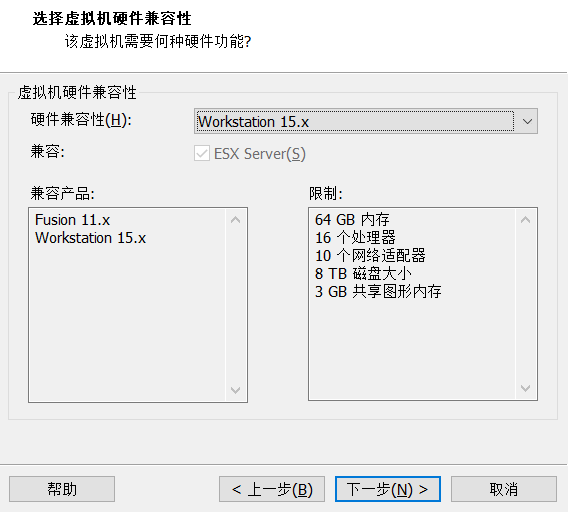 选择虚拟机硬件兼容性
该虚拟机需要何种硬件功能?
虚拟机硬件兼容性
硬件兼容性(H):
Workstation 15.x
兼容:
ESX Server(S)
兼容产品:
Fusion 11.x
Workstation 15.x
限制:
64 GB 内存
16 个处理器
10 个网络适配器
8 TB 磁盘大小
3 GB 共享图形内存
帮助
< 上一步(B)
下一步(N) >
取消